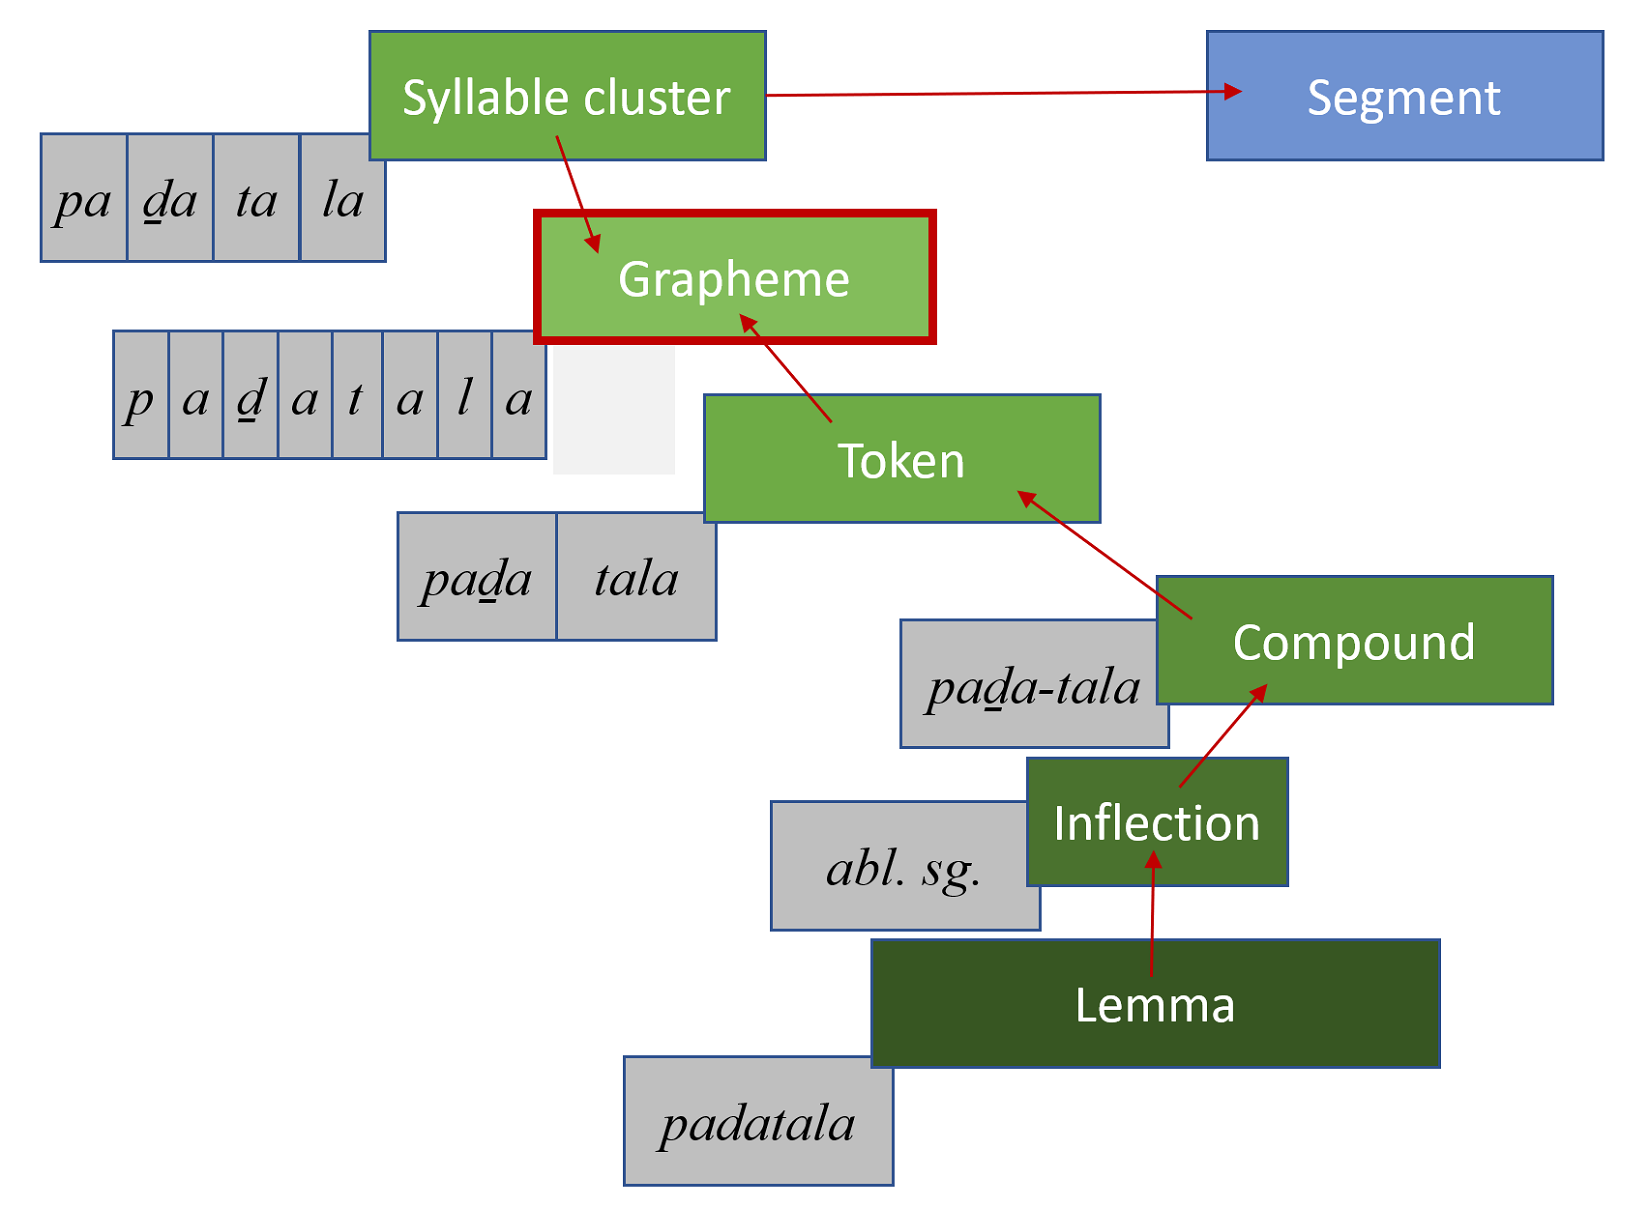 Syllable cluster
Segment
pa ḏa ta la
Grapheme
p a ḏ a t a l a
Token
paḏa tala
Compound
paḏa-tala
Inflection
abl. sg.
Lemma
padatala